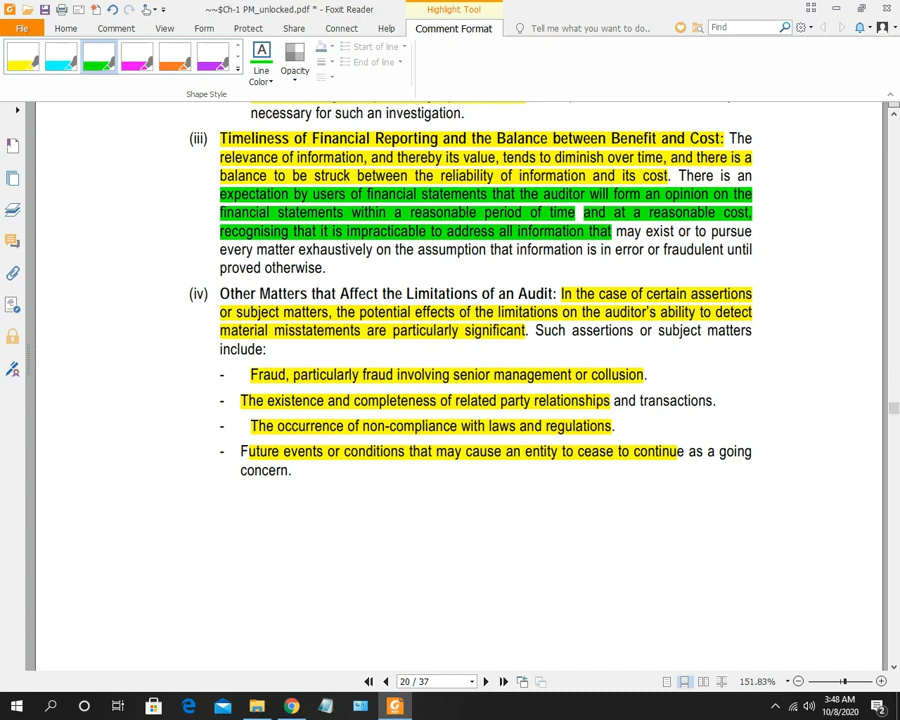 ~~$Ch-1 PM_unlocked.pdf * - Foxit Reader
Highlight Tool
File
Home
Comment
View
Form
Protect
Share
Connect
Help
Comment Format
Tell me what you want to do..
Find
Line Color
Opacity
Start of line
End of line
Shape Style
necessary for such an investigation.
(iii) Timeliness of Financial Reporting and the Balance between Benefit and Cost: The
relevance of information, and thereby its value, tends to diminish over time, and there is a
balance to be struck between the reliability of information and its cost. There is an
expectation by users of financial statements that the auditor will form an opinion on the
financial statements within a reasonable period of time and at a reasonable cost,
recognising that it is impracticable to address all information that may exist or to pursue
every matter exhaustively on the assumption that information is in error or fraudulent until
proved otherwise.
(iv) Other Matters that Affect the Limitations of an Audit: In the case of certain assertions
or subject matters, the potential effects of the limitations on the auditor's ability to detect
material misstatements are particularly significant. Such assertions or subject matters
include:
- Fraud, particularly fraud involving senior management or collusion.
- The existence and completeness of related party relationships and transactions.
- The occurrence of non-compliance with laws and regulations.
- Future events or conditions that may cause an entity to cease to continue as a going
concern.
20 / 37
151.83%
3:48 AM
10/8/2020
2